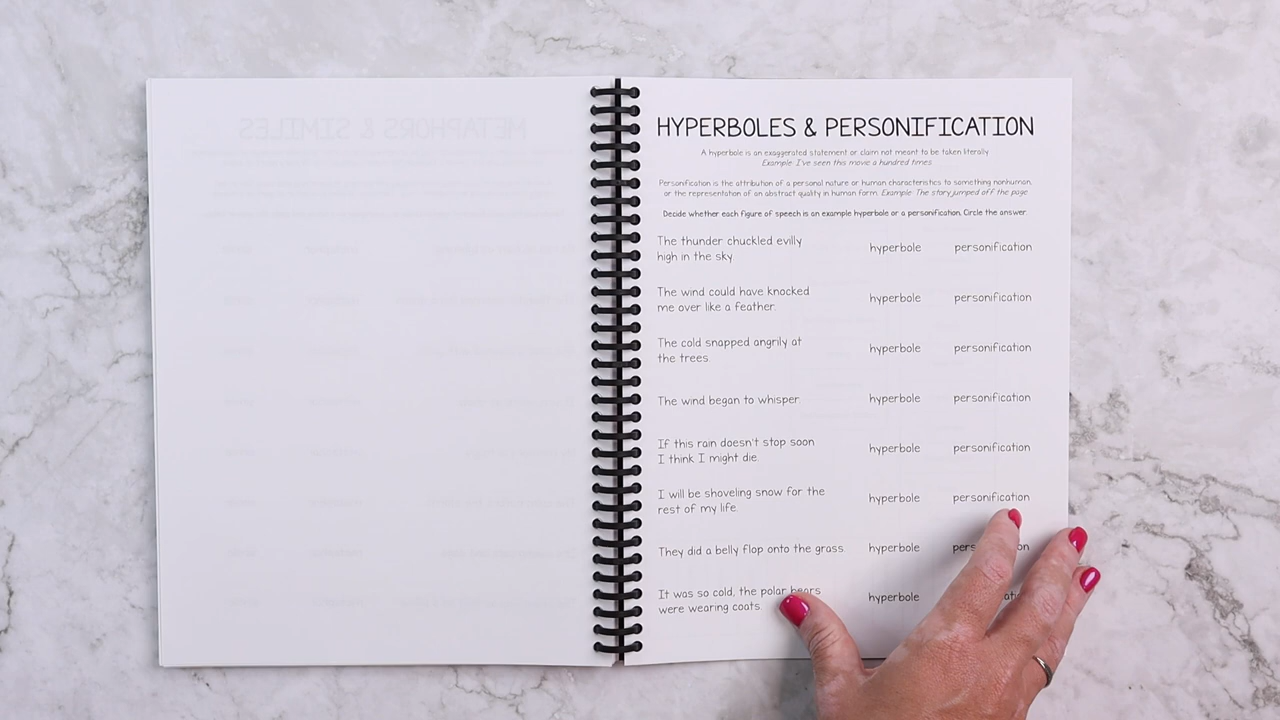 HYPERBOLES & PERSONIFICATION
A hyperbole is an exaggerated statement or claim not meant to be taken literally.
Example: I've seen this movie a hundred times.
Personification is the attribution of a personal nature or human characteristics to something nonhuman,
or the representation of an abstract quality in human form. Example: The story jumped off the page.
Decide whether each figure of speech is an example hyperbole or a personification. Circle the answer.
The thunder chuckled evilly
high in the sky. hyperbole personification
The wind could have knocked
me over like a feather. hyperbole personification
The cold snapped angrily at
the trees. hyperbole personification
The wind began to whisper. hyperbole personification
If this rain doesn't stop soon
I think I might die. hyperbole personification
I will be shoveling snow for the
rest of my life. hyperbole personification
They did a belly flop onto the grass. hyperbole
It was so cold, the polar bears
were wearing coats. hyperbole
METAPHORS SIMILES